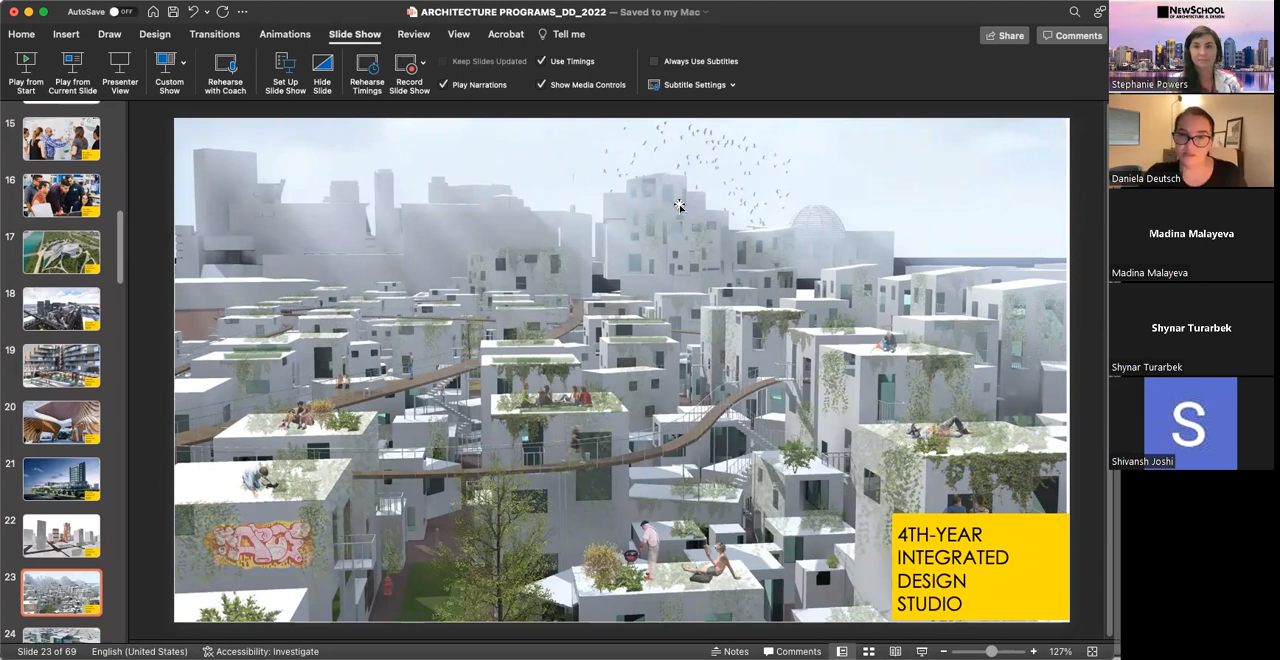 AutoSave OFF
ARCHITECTURE PROGRAMS_DD_2022 — Saved to my Mac
Home Insert Draw Design Transitions Animations Slide Show Review View Acrobat Tell me
Share Comments
Play from Start
Play from Current Slide
Presenter View
Custom Show
Rehearse with Coach
Set Up Slide Show
Hide Slide
Rehearse Timings
Record Slide Show
Keep Slides Updated
Use Timings
Play Narrations
Show Media Controls
Always Use Subtitles
Subtitle Settings
15
16
17
18
19
20
21
22
23
24
4TH-YEAR
INTEGRATED
DESIGN
STUDIO
NEWSCHOOL
OF ARCHITECTURE & DESIGN
Stephanie Powers
Daniela Deutsch
Madina Malayeva
Madina Malayeva
Shynar Turarbek
Shynar Turarbek
S
Shivansh Joshi
Slide 23 of 69 English (United States) Accessibility: Investigate
Notes Comments 127%